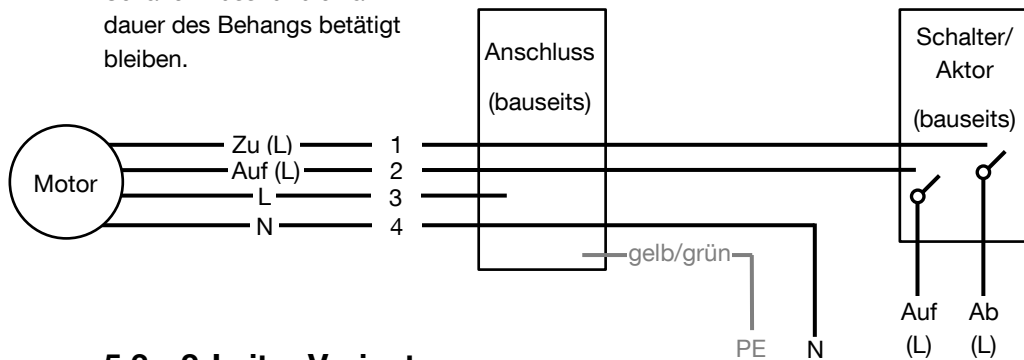 dauer des Behangs betätigt
bleiben.
Anschluss
(bauseits)
Schalter/
Aktor
(bauseits)
Motor
Zu (L) 1
Auf (L) 2
L 3
N 4
gelb/grün
PE
N
Auf
(L)
Ab
(L)